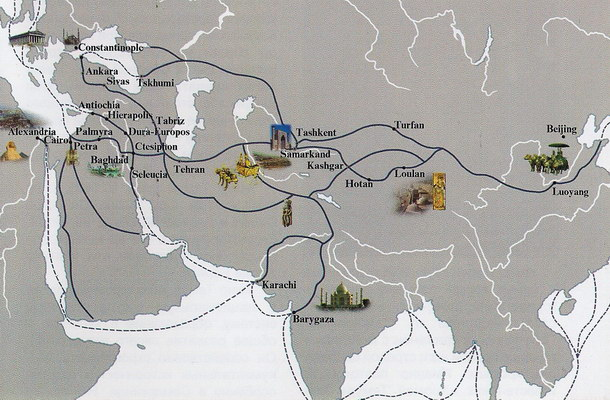 Constantinople
Ankara
Sivas
Tskhumi
Antiochia
Hierapolis
Tabriz
Alexandria
Cairo
Palmyra
Dura-Europos
Petra
Ctesiphon
Baghdad
Seleucia
Tehran
Tashkent
Samarkand
Kashgar
Turfan
Hotan
Loulan
Beijing
Luoyang
Karachi
Barygaza